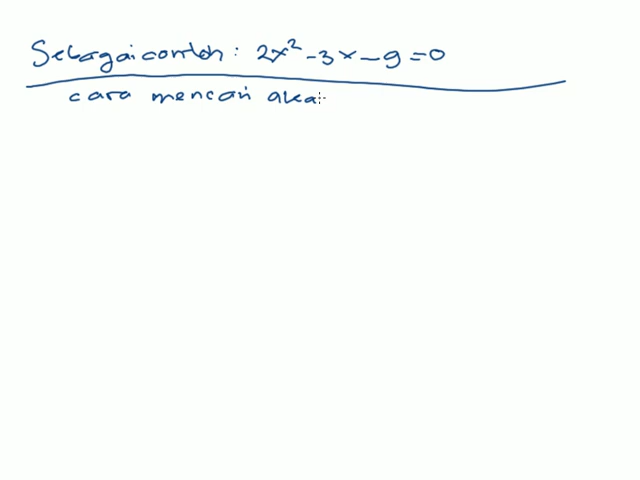 Sebagai contoh : 2x² - 3x - 9 = 0
cara mencari aka